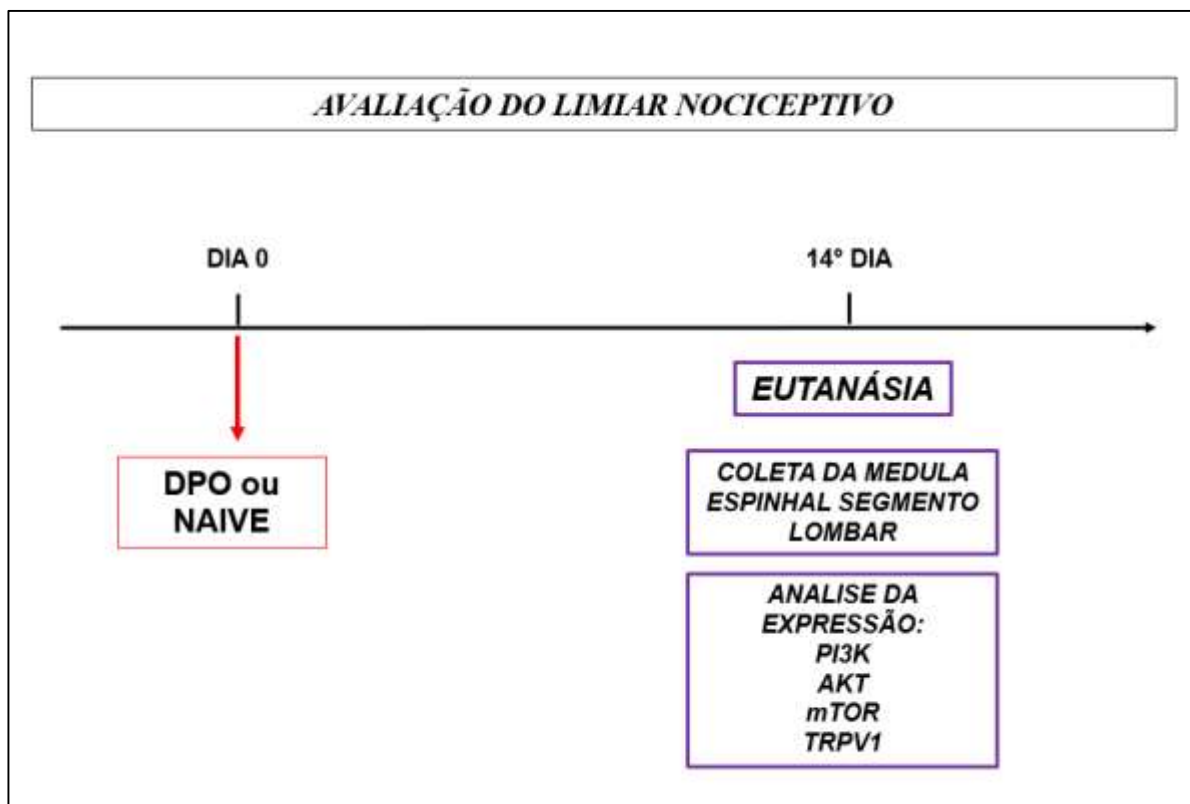 AVALIAÇÃO DO LIMIAR NOCICEPTIVO
DIA 0
14° DIA
DPO ou
NAIVE
EUTANÁSIA
COLETA DA MEDULA
ESPINHAL SEGMENTO
LOMBAR
ANALISE DA
EXPRESSÃO:
PI3K
AKT
mTOR
TRPV1